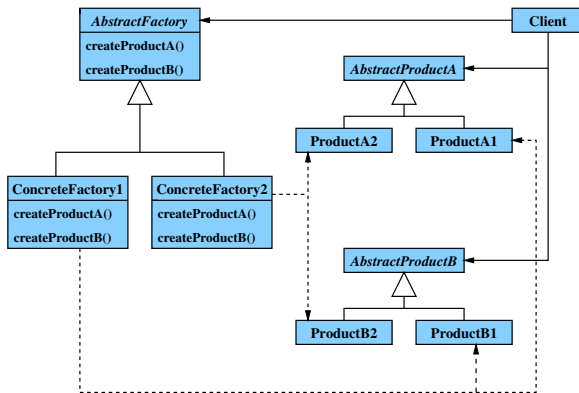 AbstractFactory
createProductA()
createProductB()
Client
AbstractProductA
ProductA2
ProductA1
ConcreteFactory1
createProductA()
createProductB()
ConcreteFactory2
createProductA()
createProductB()
AbstractProductB
ProductB2
ProductB1